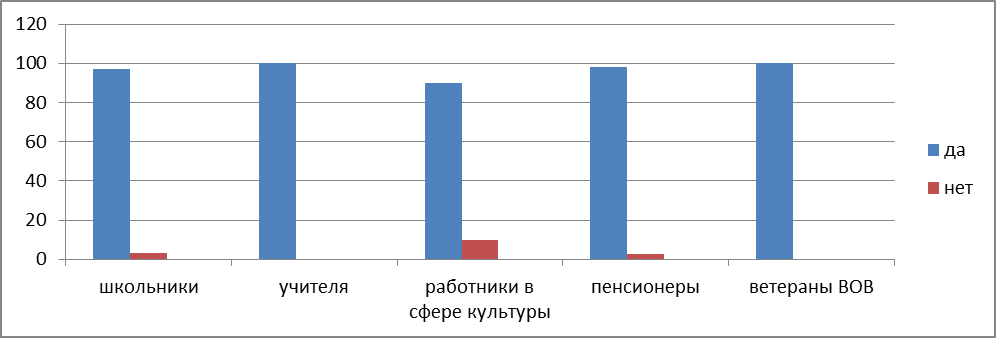 120
100
80
60
40
20
0
школьники
учителя
работники в
сфере культуры
пенсионеры
ветераны ВОВ
да
нет